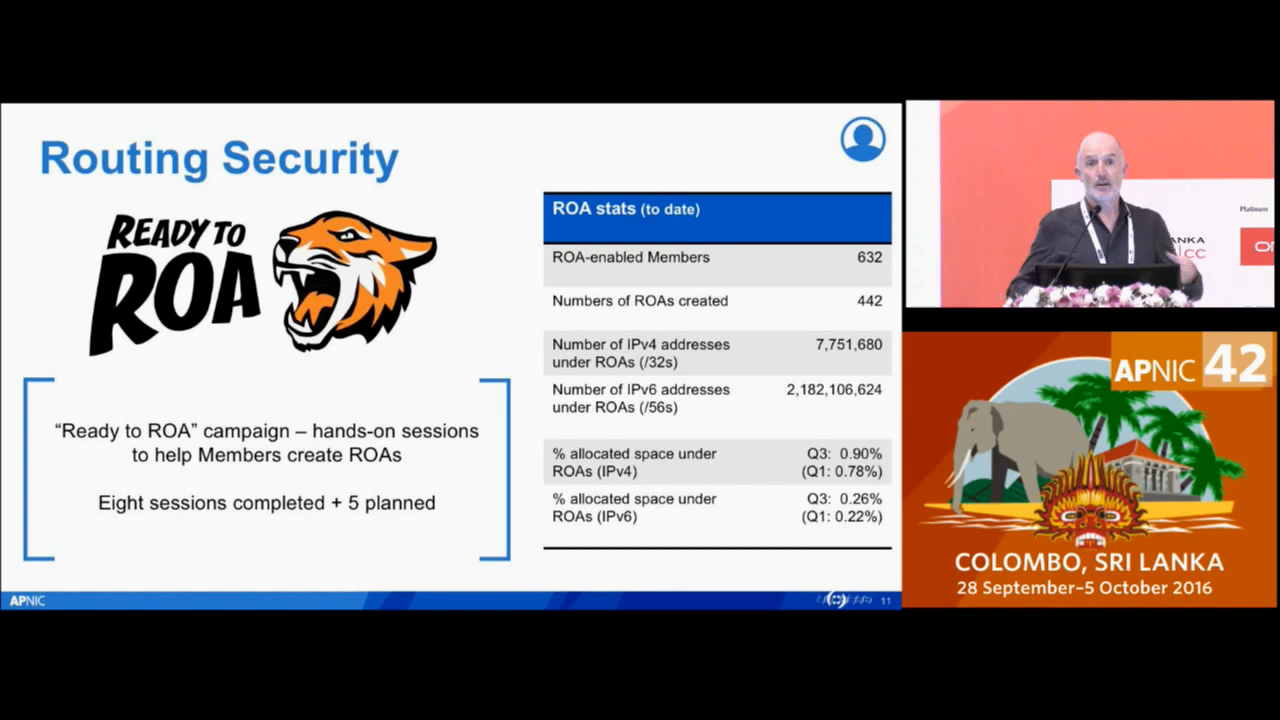 Routing Security
READY TO
ROA
“Ready to ROA” campaign – hands-on sessions
to help Members create ROAs
Eight sessions completed + 5 planned
ROA stats (to date)
ROA-enabled Members 632
Numbers of ROAs created 442
Number of IPv4 addresses 7,751,680
under ROAs (/32s)
Number of IPv6 addresses 2,182,106,624
under ROAs (/56s)
% allocated space under Q3: 0.90%
ROAs (IPv4) (Q1: 0.78%)
% allocated space under Q3: 0.26%
ROAs (IPv6) (Q1: 0.22%)
APNIC
11
Platinum
ANKA
CC
APNIC 42
COLOMBO, SRI LANKA
28 September–5 October 2016